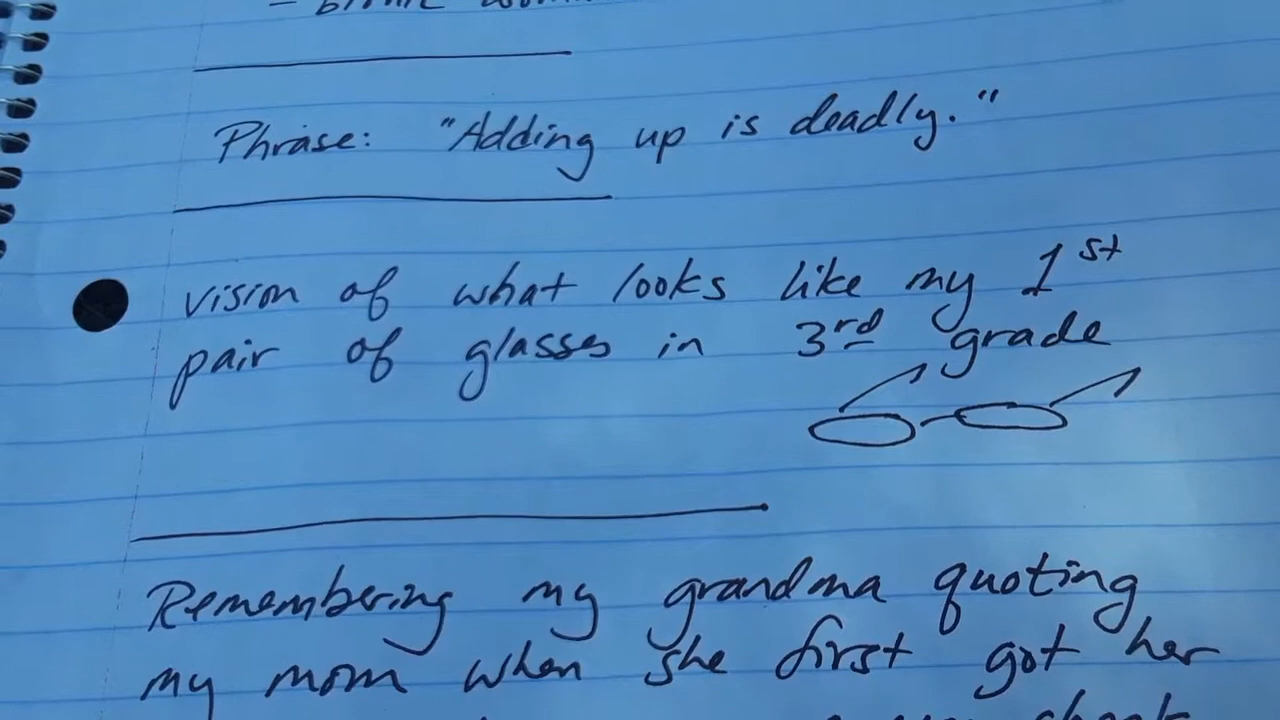 Phrase: "Adding up is deadly."
vision of what looks like my 1st
pair of glasses in 3rd grade
Remembering my grandma quoting
my mom when she first got her